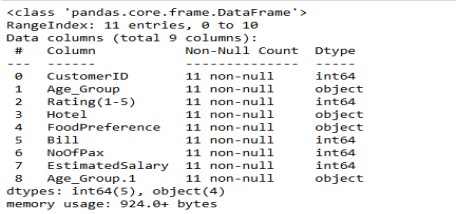 <class 'pandas.core.frame.DataFrame'>
RangeIndex: 11 entries, 0 to 10
Data columns (total 9 columns):
 #   Column           Non-Null Count  Dtype
---  ------           --------------  -----
 0   CustomerID       11 non-null     int64
 1   Age_Group        11 non-null     object
 2   Rating(1-5)      11 non-null     int64
 3   Hotel            11 non-null     object
 4   FoodPreference   11 non-null     object
 5   Bill             11 non-null     int64
 6   NoOfPax          11 non-null     int64
 7   EstimatedSalary  11 non-null     int64
 8   Age_Group.1      11 non-null     object
dtypes: int64(5), object(4)
memory usage: 924.0+ bytes